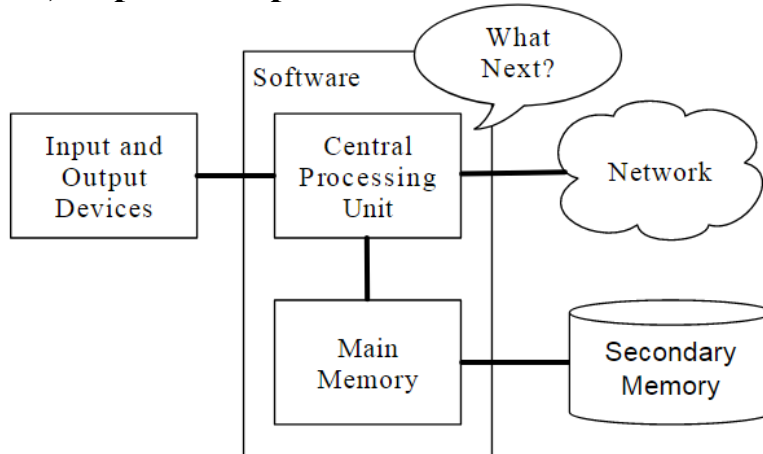 What
Next?
Software
Input and
Output
Devices
Central
Processing
Unit
Network
Main
Memory
Secondary
Memory